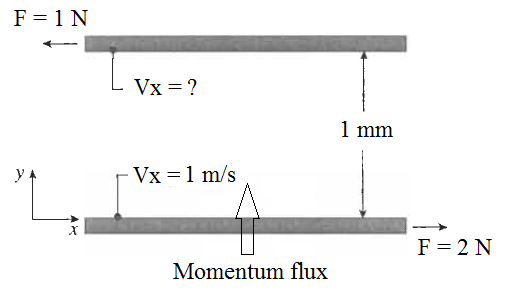 F = 1 N
Vx = ?
1 mm
Vx = 1 m/s
y
x
F = 2 N
Momentum flux